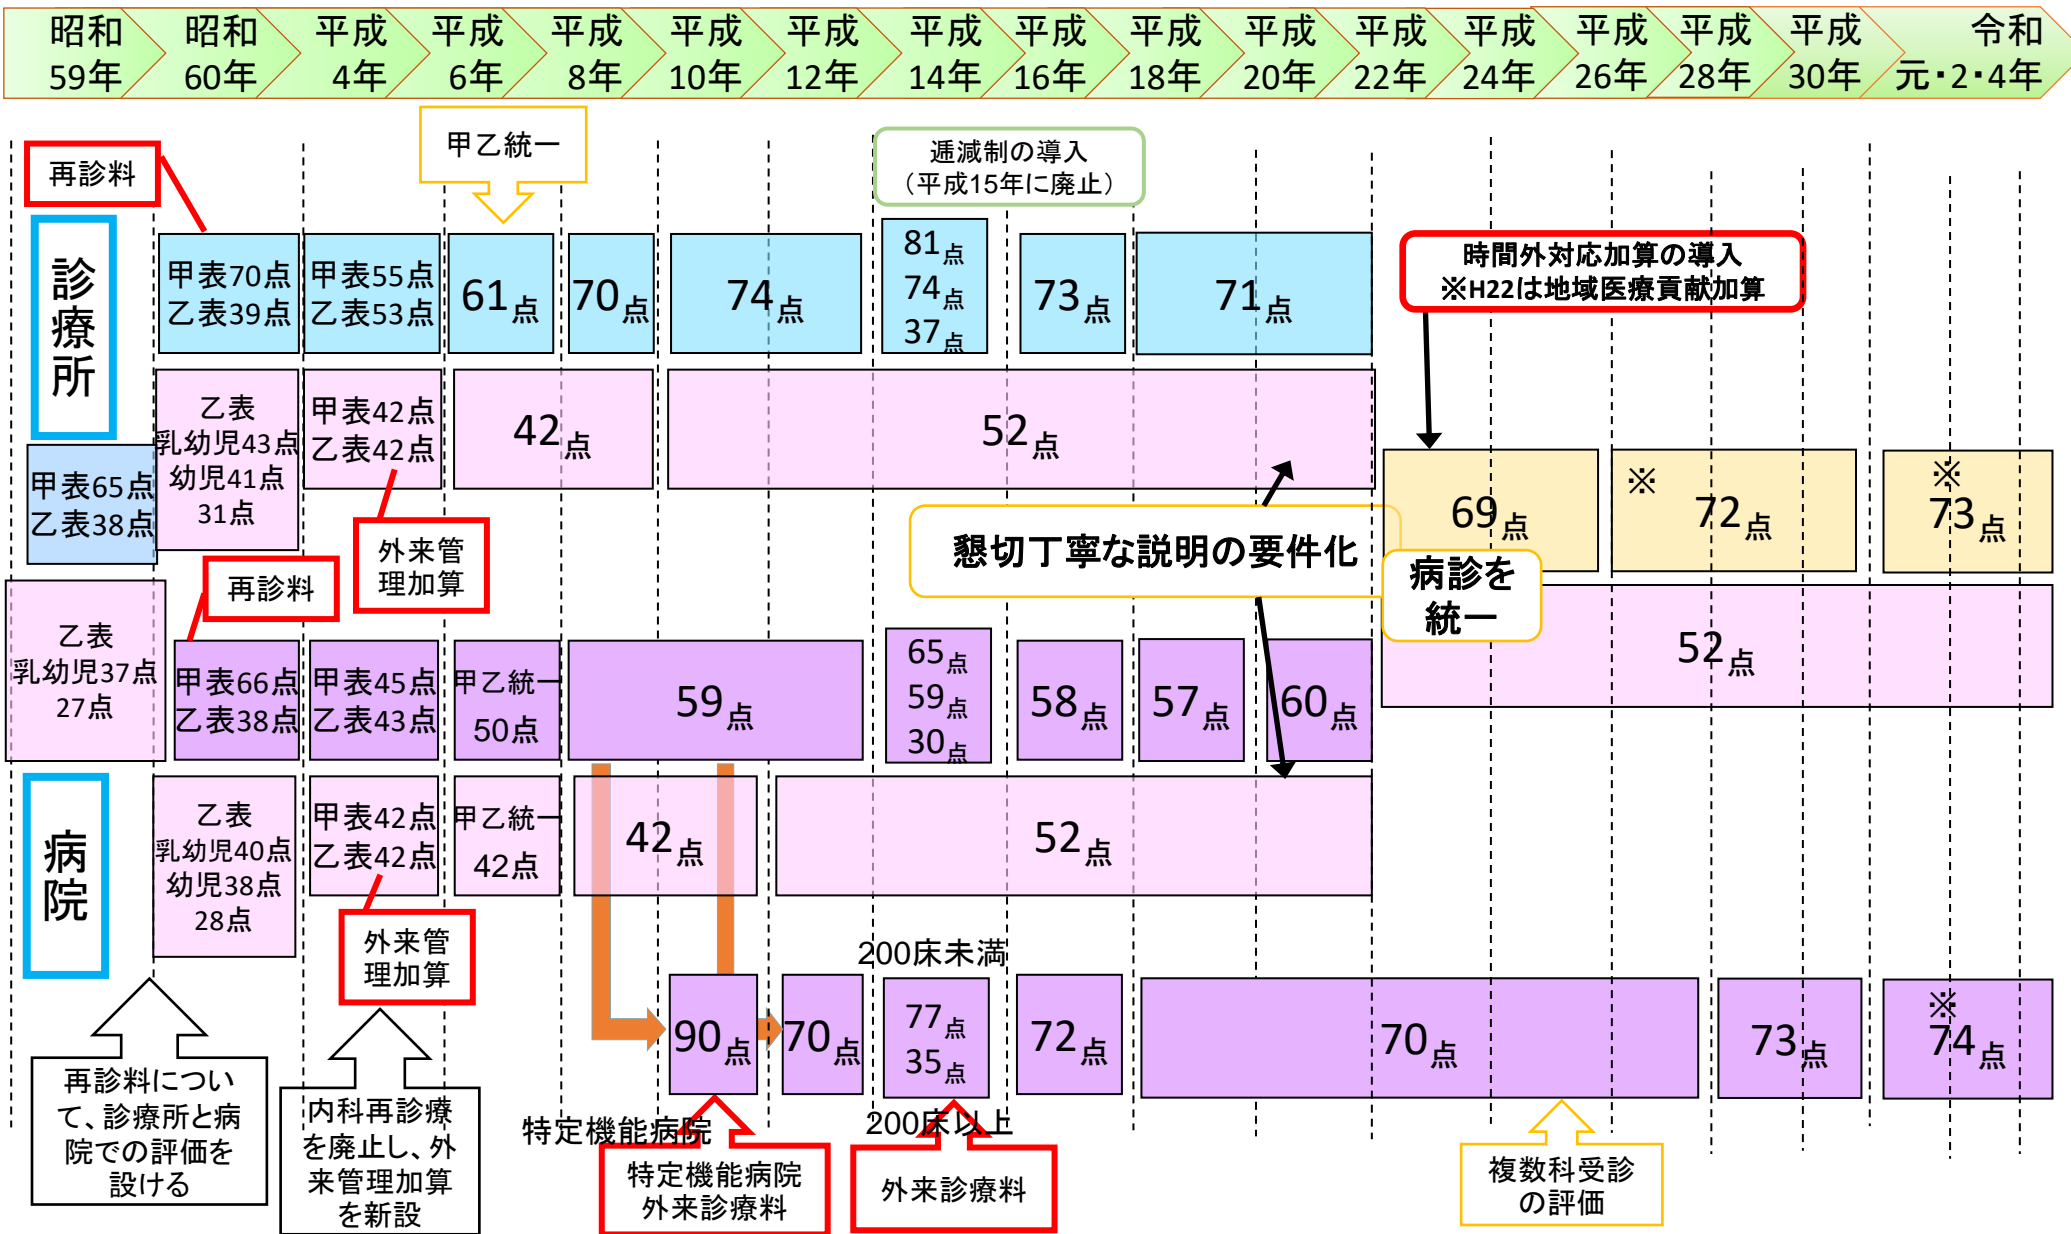 昭和
59年
昭和
60年
平成
4年
平成
6年
平成
8年
平成
10年
平成
12年
平成
14年
平成
16年
平成
18年
平成
20年
平成
22年
平成
24年
平成
26年
平成
28年
平成
30年
令和
元・2・4年
甲乙統一
逓減制の導入
（平成15年に廃止）
再診料
診療所
甲表70点
乙表39点
甲表55点
乙表53点
61点
70点
74点
81点
74点
37点
73点
71点
時間外対応加算の導入
※H22は地域医療貢献加算
乙表
乳幼児43点
幼児41点
31点
甲表42点
乙表42点
42点
52点
甲表65点
乙表38点
外来管
理加算
懇切丁寧な説明の要件化
69点
※
72点
※
73点
病診を
統一
再診料
乙表
乳幼児37点
27点
甲表66点
乙表38点
甲表45点
乙表43点
甲乙統一
50点
59点
65点
59点
30点
58点
57点
60点
52点
病院
乙表
乳幼児40点
幼児38点
28点
甲表42点
乙表42点
甲乙統一
42点
42点
52点
外来管
理加算
200床未満
90点
70点
77点
35点
72点
70点
73点
※
74点
200床以上
特定機能病院
再診料につい
て、診療所と病
院での評価を
設ける
内科再診療
を廃止し、外
来管理加算
を新設
特定機能病院
外来診療料
外来診療料
複数科受診
の評価